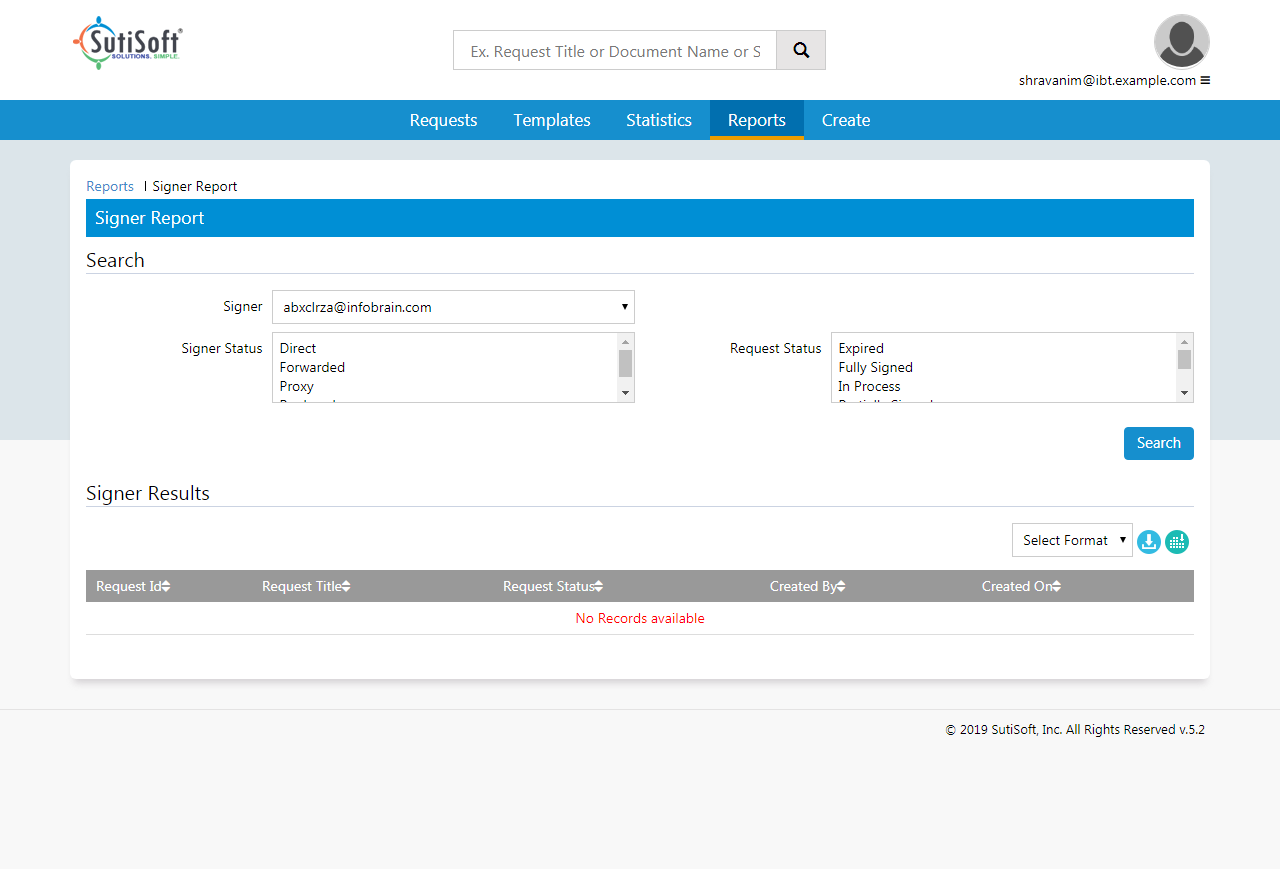 SutiSoft®
SOLUTIONS. SIMPLE.
Ex. Request Title or Document Name or S
shravanim@ibt.example.com
Requests Templates Statistics Reports Create
Reports | Signer Report
Signer Report
Search
Signer abxclrza@infobrain.com
Signer Status Direct Request Status Expired
Forwarded Fully Signed
Proxy In Process
Search
Signer Results
Select Format
Request Id Request Title Request Status Created By Created On
No Records available
© 2019 SutiSoft, Inc. All Rights Reserved v.5.2